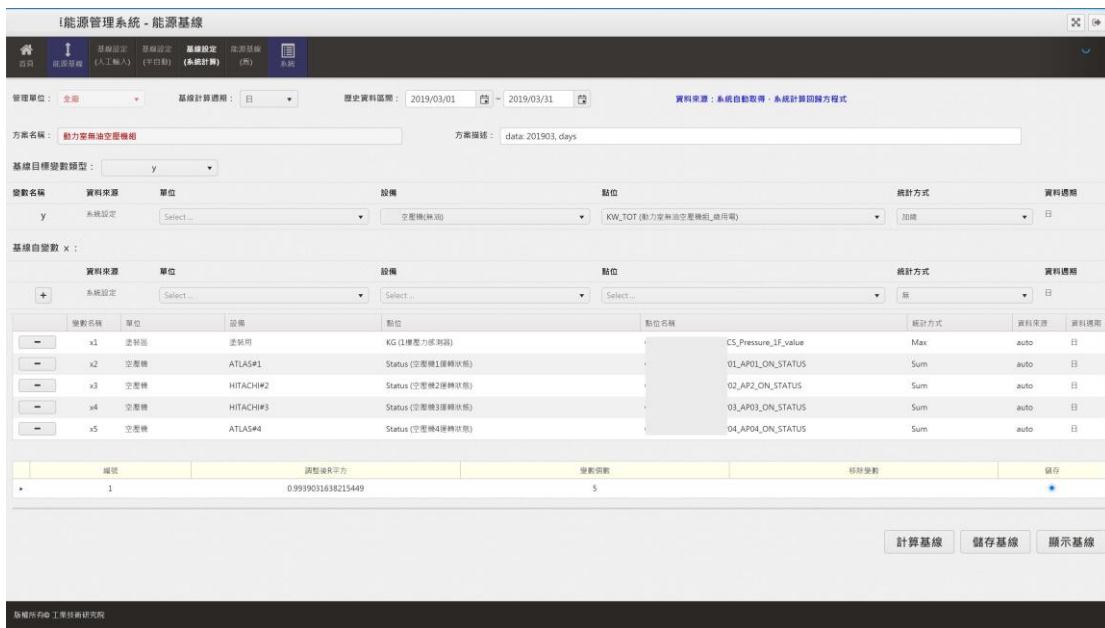 能源管理系統 - 能源基線
首頁 能源基線 基線設定 (人工輸入) 基線設定 (半自動) 基線設定 (系統計算) 能源基線 (舊) 系統
管理單位： 全廠 基線計算週期： 日 歷史資料區間： 2019/03/01 ~ 2019/03/31 資料來源：系統自動取得，系統計算回歸方程式
方案名稱： 動力室無油空壓機組 方案描述： data: 201903, days
基線目標變數類型： y
變數名稱 資料來源 單位 設備 點位 統計方式 資料週期
y 系統設定 Select ... 空壓機(無油) KW_TOT (動力室無油空壓機組_總用電) 加總 日
基線自變數 x ：
資料來源 單位 設備 點位 統計方式 資料週期
+ 系統設定 Select ... Select ... Select ... 無 日
變數名稱 單位 設備 點位 點位名稱 統計方式 資料來源 資料週期
x1 塗裝區 塗裝用 KG (1樓壓力感測器) CS_Pressure_1F_value Max auto 日
x2 空壓機 ATLAS#1 Status (空壓機1運轉狀態) 01_AP01_ON_STATUS Sum auto 日
x3 空壓機 HITACHI#2 Status (空壓機2運轉狀態) 02_AP2_ON_STATUS Sum auto 日
x4 空壓機 HITACHI#3 Status (空壓機3運轉狀態) 03_AP03_ON_STATUS Sum auto 日
x5 空壓機 ATLAS#4 Status (空壓機4運轉狀態) 04_AP04_ON_STATUS Sum auto 日
編號 調整後R平方 變數個數 移除變數 儲存
1 0.9939031638215449 5
計算基線 儲存基線 顯示基線
版權所有© 工業技術研究院